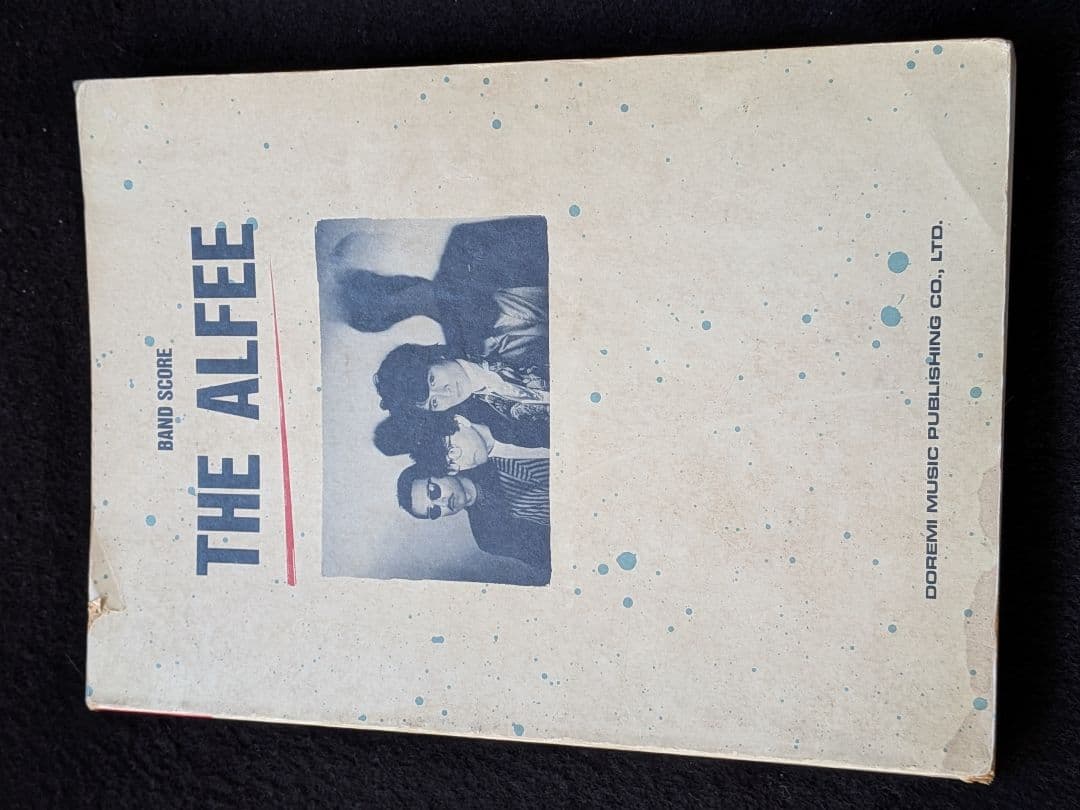 BAND SCORE
THE ALFEE
DOREMI MUSIC PUBLISHING CO., LTD.